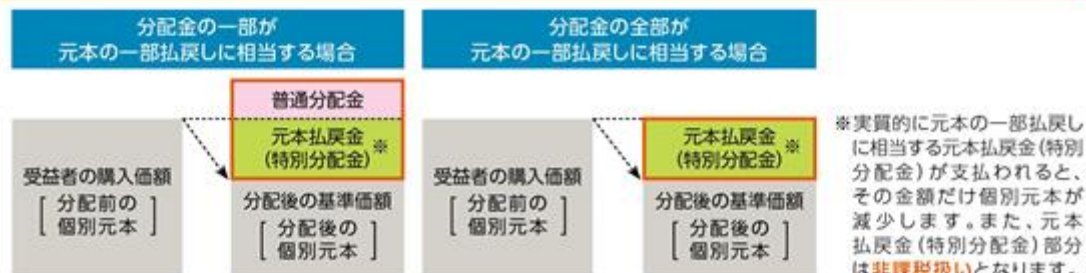 分配金の一部が
元本の一部払戻しに相当する場合
普通分配金
元本払戻金
(特別分配金)
※
受益者の購入価額
[ 分配前の
個別元本 ]
分配後の基準価額
[ 分配後の
個別元本 ]
分配金の全部が
元本の一部払戻しに相当する場合
元本払戻金
(特別分配金)
※
受益者の購入価額
[ 分配前の
個別元本 ]
分配後の基準価額
[ 分配後の
個別元本 ]
※実質的に元本の一部払戻し
に相当する元本払戻金(特別
分配金)が支払われると、
その金額だけ個別元本が
減少します。また、元本
払戻金(特別分配金)部分
は非課税扱いとなります。